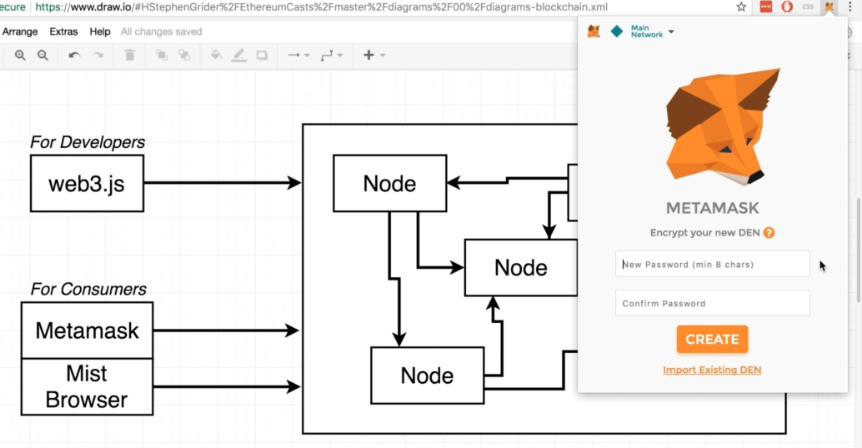 ecure https://www.draw.io/#HStephenGrider%2FEthereumCasts%2Fmaster%2Fdiagrams%2F00%2Fdiagrams-blockchain.xml
css
Arrange Extras Help All changes saved
Main
Network
For Developers
web3.js
Node
Node
For Consumers
Metamask
Mist
Browser
Node
METAMASK
Encrypt your new DEN ?
New Password (min 8 chars)
Confirm Password
CREATE
Import Existing DEN